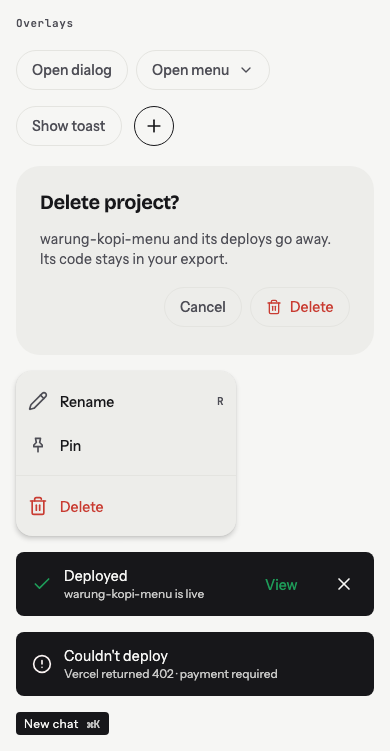 Overlays
Open dialog
Open menu
Show toast
Delete project?
warung-kopi-menu and its deploys go away.
Its code stays in your export.
Cancel
Delete
Rename R
Pin
Delete
Deployed
warung-kopi-menu is live
View
Couldn't deploy
Vercel returned 402 · payment required
New chat ⌘K